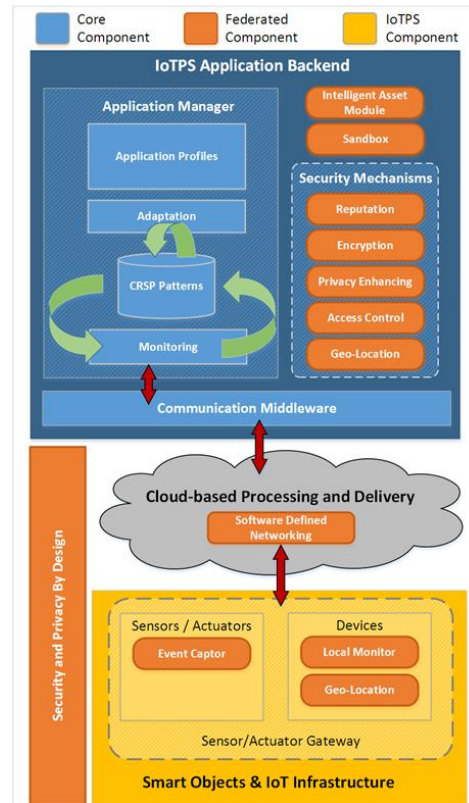 Core
Component
Federated
Component
IoTPS
Component
IoTPS Application Backend
Application Manager
Application Profiles
Adaptation
CRSP Patterns
Monitoring
Intelligent Asset
Module
Sandbox
Security Mechanisms
Reputation
Encryption
Privacy Enhancing
Access Control
Geo-Location
Communication Middleware
Cloud-based Processing and Delivery
Software Defined
Networking
Security and Privacy By Design
Sensors / Actuators
Event Captor
Devices
Local Monitor
Geo-Location
Sensor/Actuator Gateway
Smart Objects & IoT Infrastructure